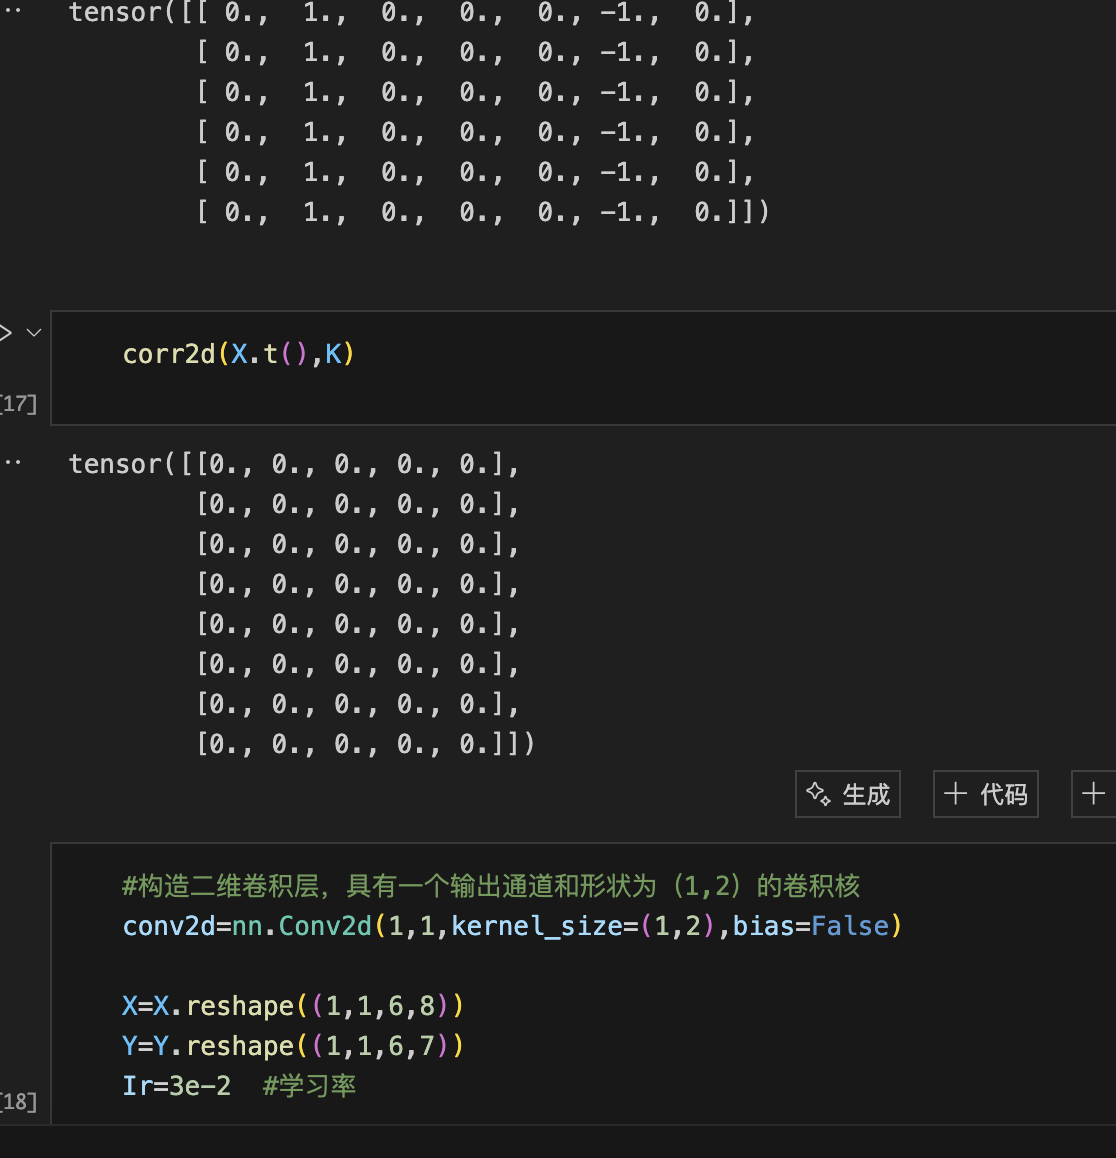 tensor([[ 0.,  1.,  0.,  0.,  0., -1.,  0.],
        [ 0.,  1.,  0.,  0.,  0., -1.,  0.],
        [ 0.,  1.,  0.,  0.,  0., -1.,  0.],
        [ 0.,  1.,  0.,  0.,  0., -1.,  0.],
        [ 0.,  1.,  0.,  0.,  0., -1.,  0.],
        [ 0.,  1.,  0.,  0.,  0., -1.,  0.]])
corr2d(X.t(),K)
[17]
tensor([[0., 0., 0., 0., 0.],
        [0., 0., 0., 0., 0.],
        [0., 0., 0., 0., 0.],
        [0., 0., 0., 0., 0.],
        [0., 0., 0., 0., 0.],
        [0., 0., 0., 0., 0.],
        [0., 0., 0., 0., 0.],
        [0., 0., 0., 0., 0.]])
生成 + 代码 +
#构造二维卷积层，具有一个输出通道和形状为（1,2）的卷积核
conv2d=nn.Conv2d(1,1,kernel_size=(1,2),bias=False)
X=X.reshape((1,1,6,8))
Y=Y.reshape((1,1,6,7))
Ir=3e-2  #学习率
[18]